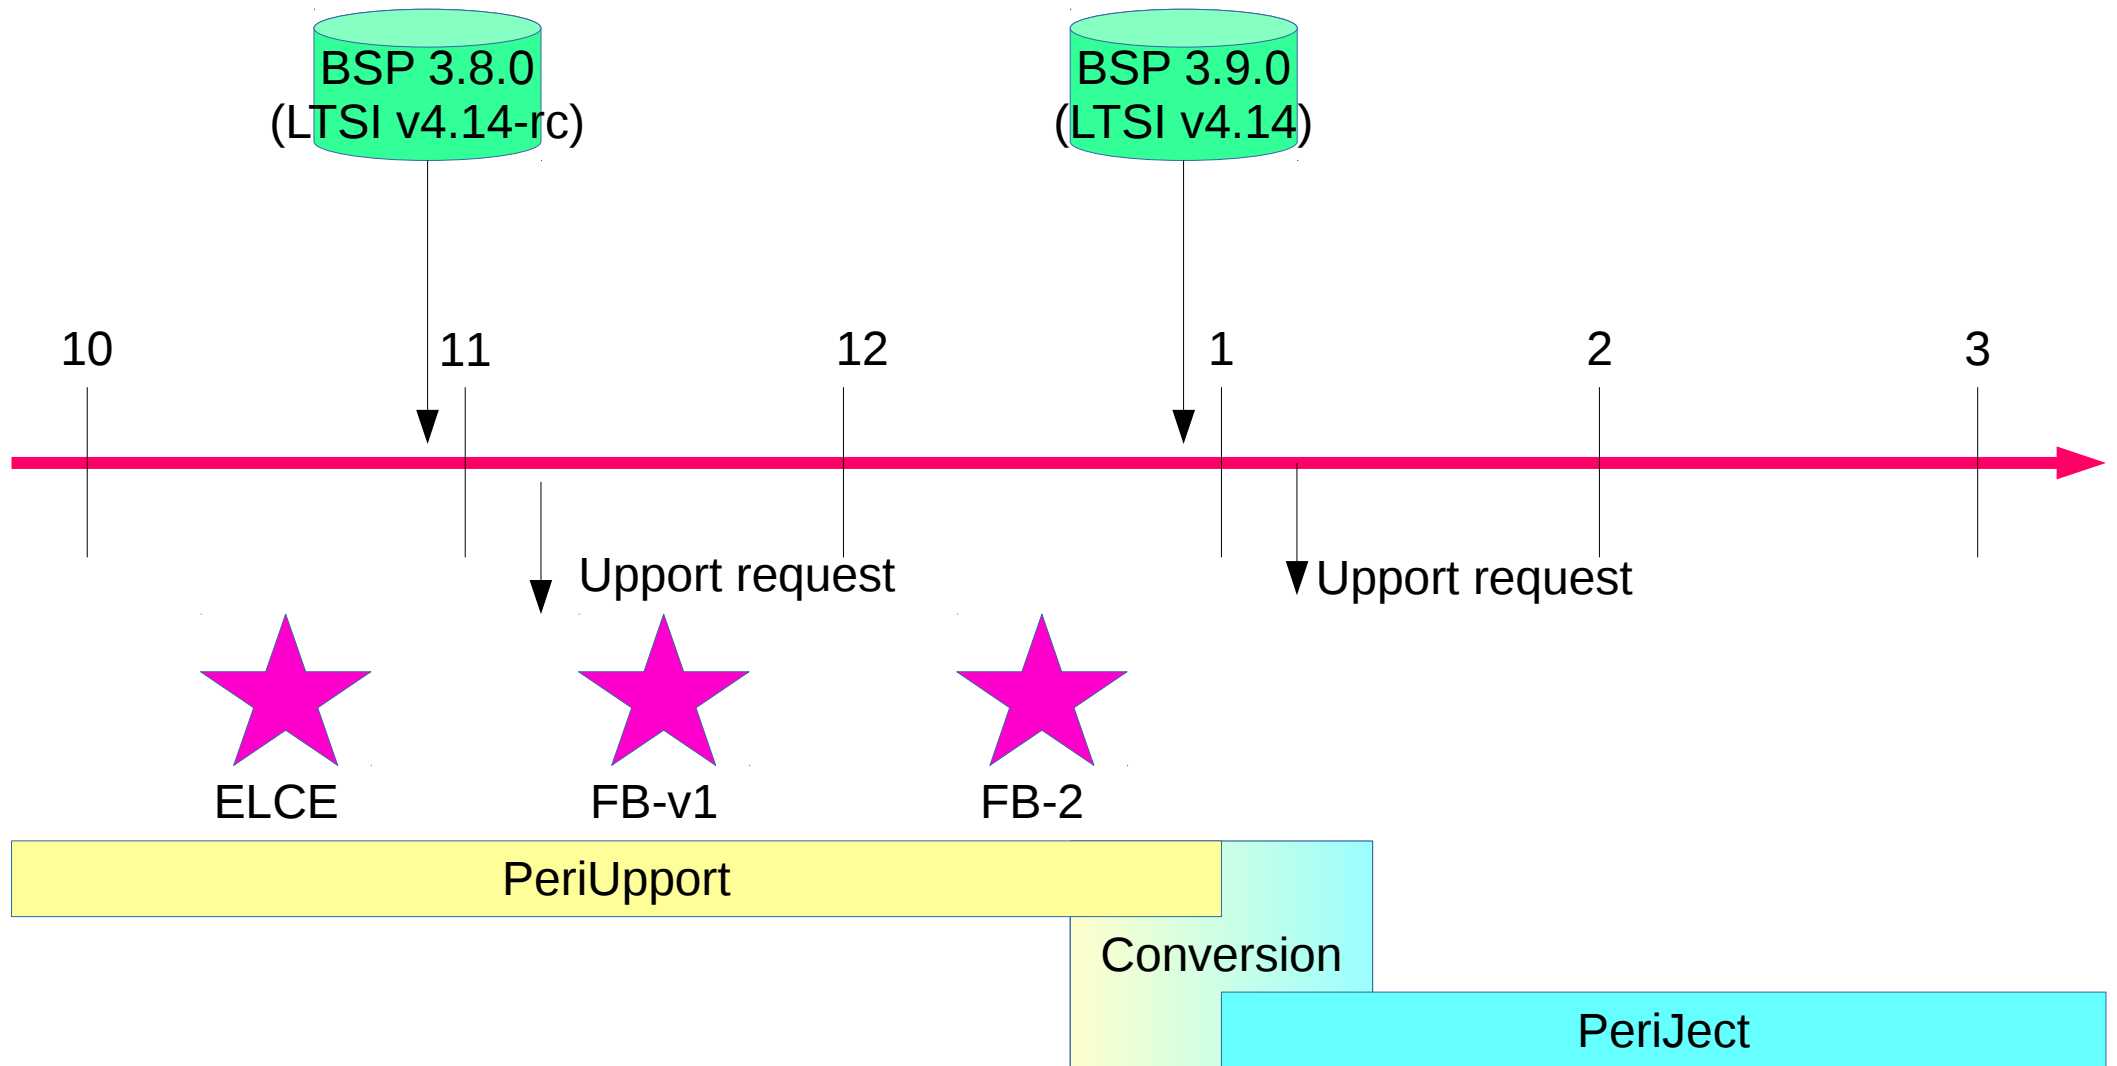 BSP 3.8.0
(LTSI v4.14-rc)
BSP 3.9.0
(LTSI v4.14)
10
11
12
1
2
3
Upport request
Upport request
ELCE
FB-v1
FB-2
PeriUpport
Conversion
PeriJect